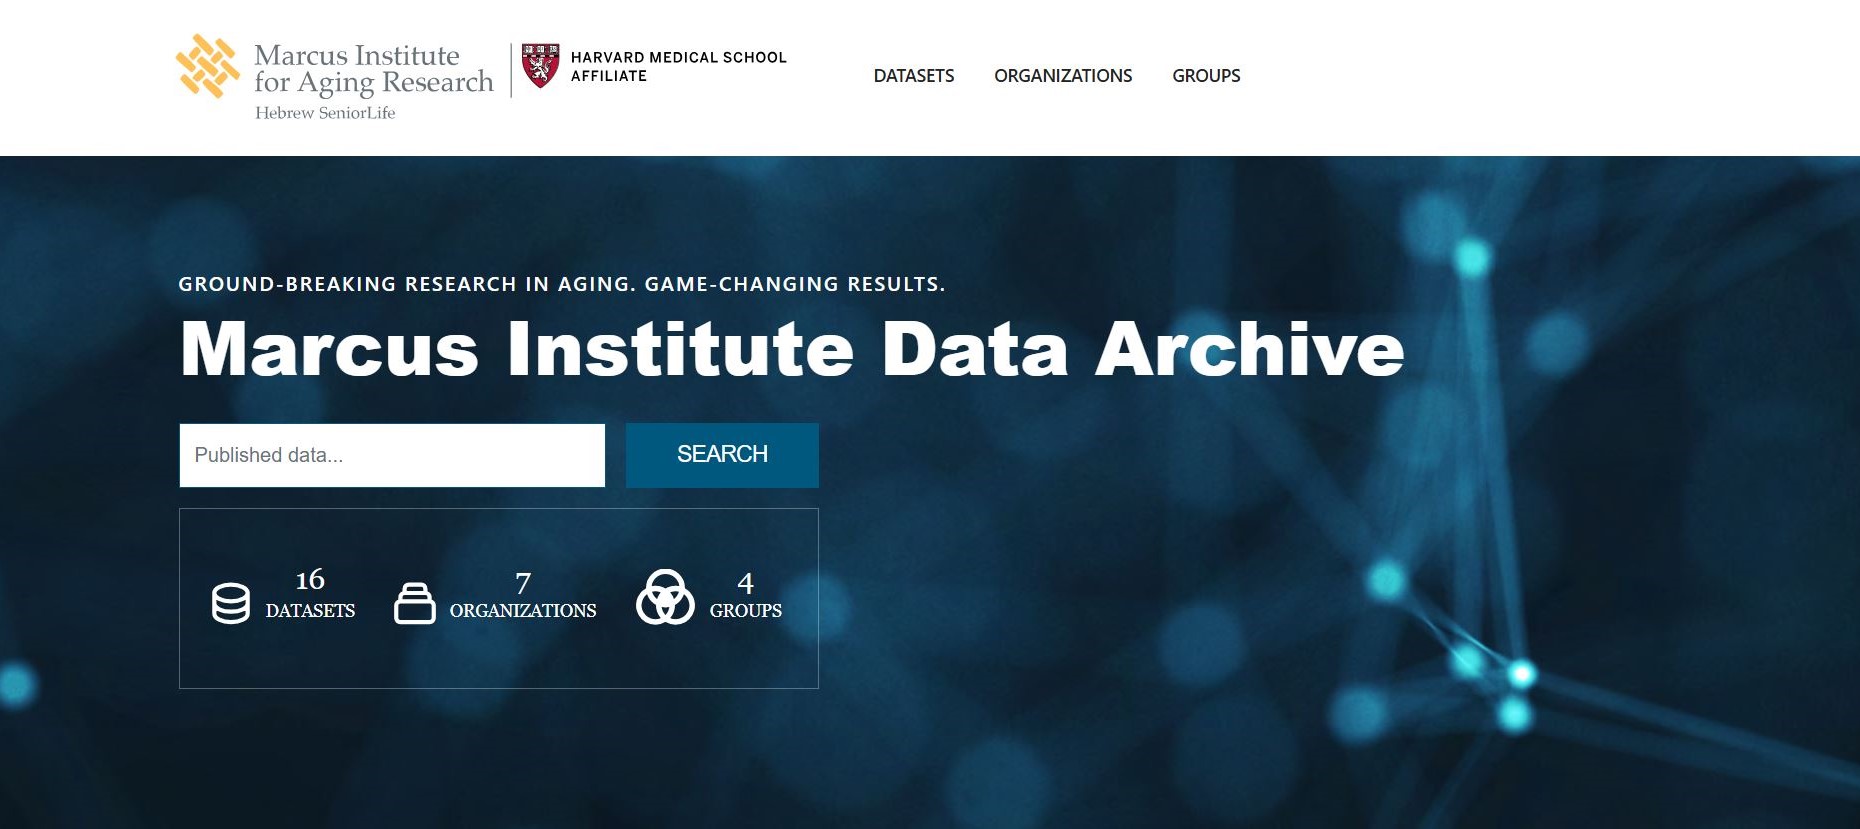 Marcus Institute
for Aging Research
Hebrew SeniorLife
HARVARD MEDICAL SCHOOL
AFFILIATE
DATASETS
ORGANIZATIONS
GROUPS
GROUND-BREAKING RESEARCH IN AGING. GAME-CHANGING RESULTS.
Marcus Institute Data Archive
Published data...
SEARCH
16
DATASETS
7
ORGANIZATIONS
4
GROUPS